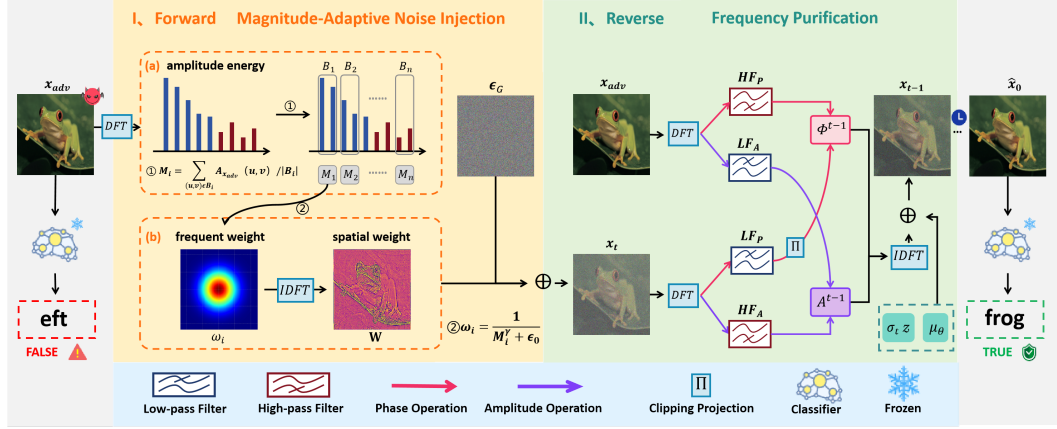 I、 Forward Magnitude-Adaptive Noise Injection
II、 Reverse Frequency Purification
x_adv
DFT
eft
FALSE
(a) amplitude energy
①
B_1 B_2 ....... B_n
M_1 M_2 ....... M_n
① M_i = ∑_{(u,v)∈B_i} A_{x_adv} (u, v) /|B_i|
②
(b) frequent weight
spatial weight
IDFT
ω_i
W
ϵ_G
② ω_i = 1 / (M_i^γ + ϵ_0)
x_adv
DFT
HF_P
LF_A
x_t
DFT
LF_P
HF_A
Π
Φ^{t−1}
A^{t−1}
x_{t−1}
IDFT
σ_t z
μ_θ
...
x̂_0
frog
TRUE
Low-pass Filter
High-pass Filter
Phase Operation
Amplitude Operation
Π
Clipping Projection
Classifier
Frozen